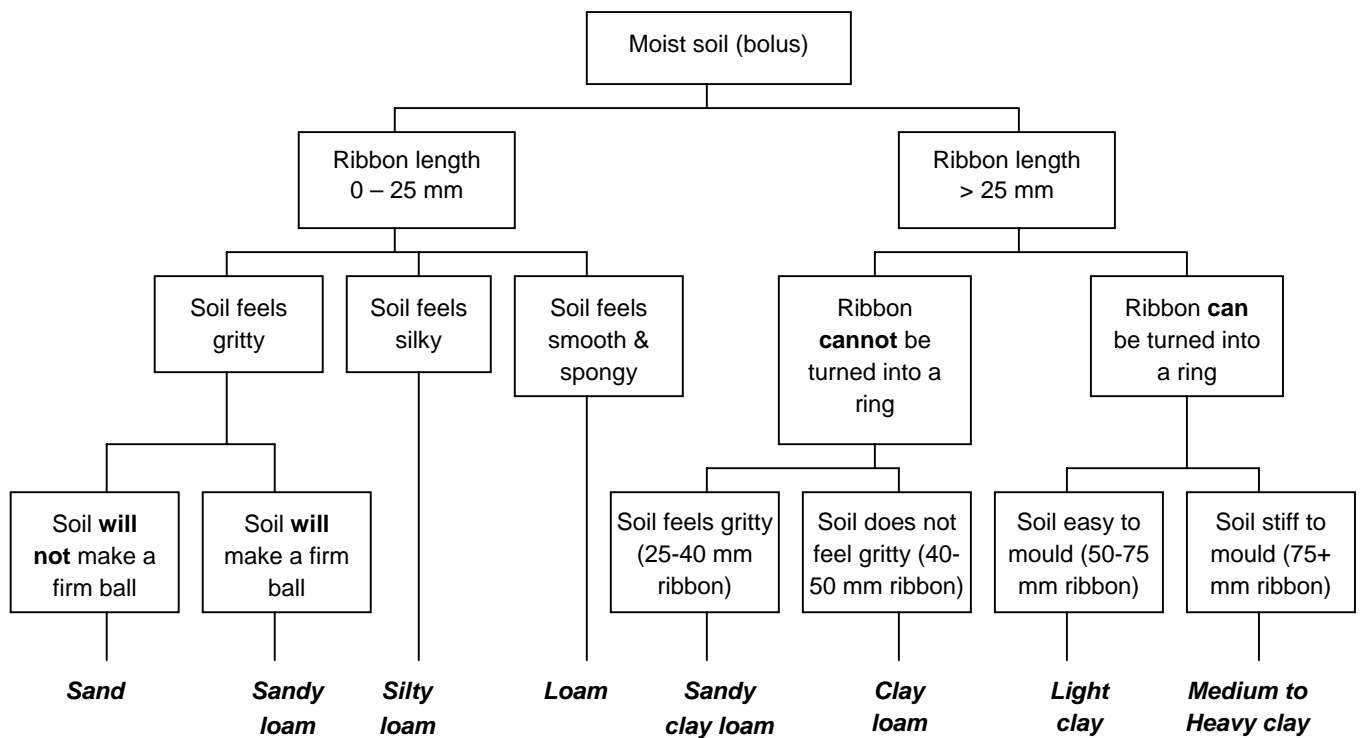 Moist soil (bolus)
Ribbon length
0 – 25 mm
Ribbon length
> 25 mm
Soil feels
gritty
Soil feels
silky
Soil feels
smooth &
spongy
Ribbon
cannot be
turned into a
ring
Ribbon can
be turned into
a ring
Soil will
not make a
firm ball
Soil will
make a firm
ball
Soil feels gritty
(25-40 mm
ribbon)
Soil does not
feel gritty (40-
50 mm ribbon)
Soil easy to
mould (50-75
mm ribbon)
Soil stiff to
mould (75+
mm ribbon)
Sand
Sandy
loam
Silty
loam
Loam
Sandy
clay loam
Clay
loam
Light
clay
Medium to
Heavy clay